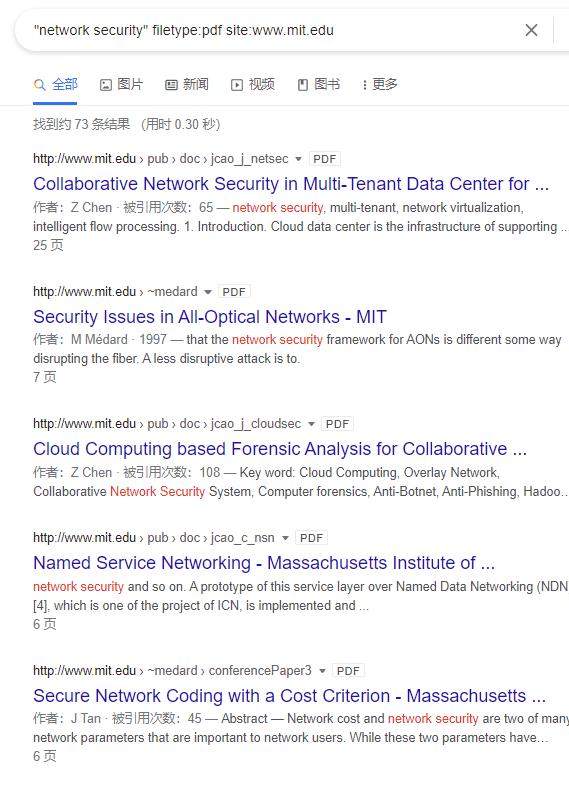 "network security" filetype:pdf site:www.mit.edu
全部 图片 新闻 视频 图书 更多
找到约 73 条结果 （用时 0.30 秒）
http://www.mit.edu › pub › doc › jcao_j_netsec PDF
Collaborative Network Security in Multi-Tenant Data Center for ...
作者：Z Chen · 被引用次数：65 — network security, multi-tenant, network virtualization,
intelligent flow processing. 1. Introduction. Cloud data center is the infrastructure of supporting ...
25 页
http://www.mit.edu › ~medard PDF
Security Issues in All-Optical Networks - MIT
作者：M Médard · 1997 — that the network security framework for AONs is different some way
disrupting the fiber. A less disruptive attack is to.
7 页
http://www.mit.edu › pub › doc › jcao_j_cloudsec PDF
Cloud Computing based Forensic Analysis for Collaborative ...
作者：Z Chen · 被引用次数：108 — Key word: Cloud Computing, Overlay Network,
Collaborative Network Security System, Computer forensics, Anti-Botnet, Anti-Phishing, Hadoo...
http://www.mit.edu › pub › doc › jcao_c_nsn PDF
Named Service Networking - Massachusetts Institute of ...
network security and so on. A prototype of this service layer over Named Data Networking (NDN
[4], which is one of the project of ICN, is implemented and ...
6 页
http://www.mit.edu › ~medard › conferencePaper3 PDF
Secure Network Coding with a Cost Criterion - Massachusetts ...
作者：J Tan · 被引用次数：45 — Abstract — Network cost and network security are two of many
network parameters that are important to network users. While these two parameters have…
6 页